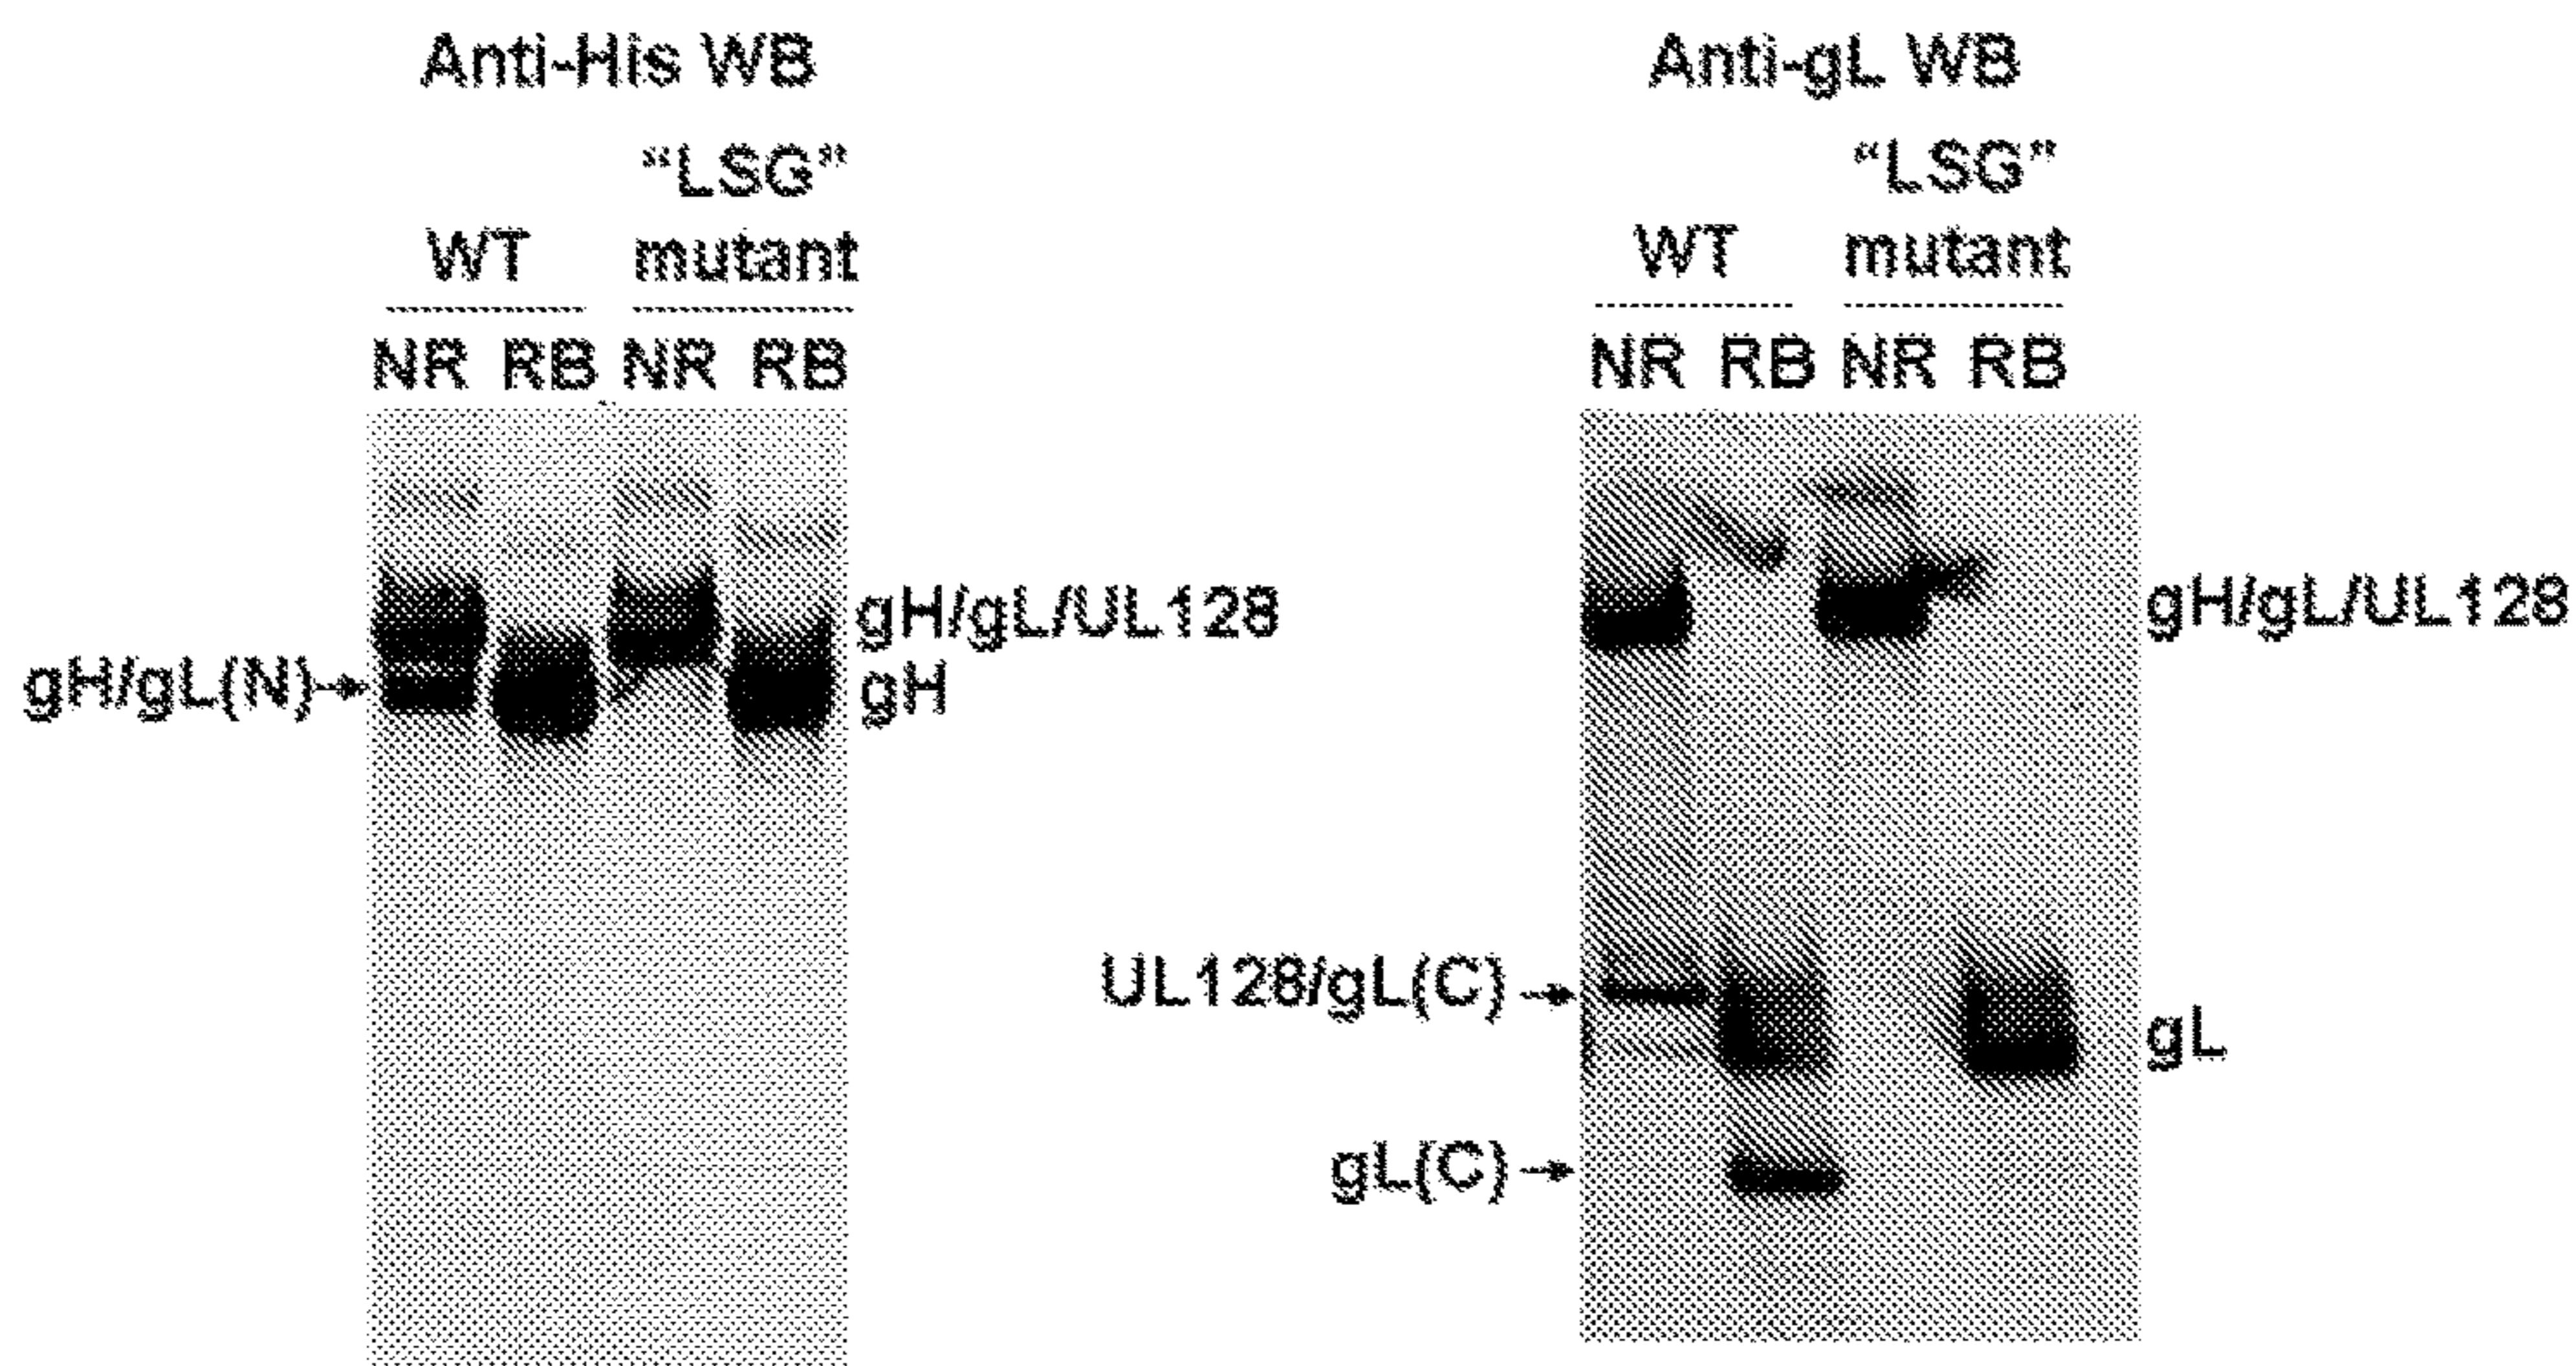 Anti-His WB
“LSG”
WT mutant
NR RB NR RB
gH/gL/UL128
gH/gL(N)
gH
Anti-gL WB
“LSG”
WT mutant
NR RB NR RB
gH/gL/UL128
UL128/gL(C)
gL
gL(C)